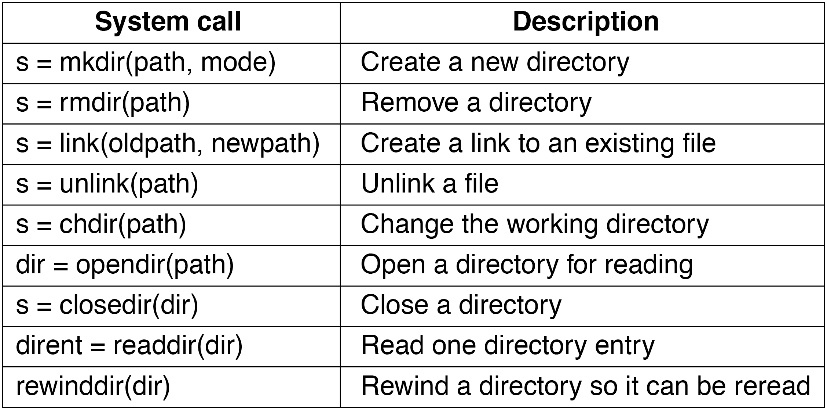 System call Description
s = mkdir(path, mode) Create a new directory
s = rmdir(path) Remove a directory
s = link(oldpath, newpath) Create a link to an existing file
s = unlink(path) Unlink a file
s = chdir(path) Change the working directory
dir = opendir(path) Open a directory for reading
s = closedir(dir) Close a directory
dirent = readdir(dir) Read one directory entry
rewinddir(dir) Rewind a directory so it can be reread